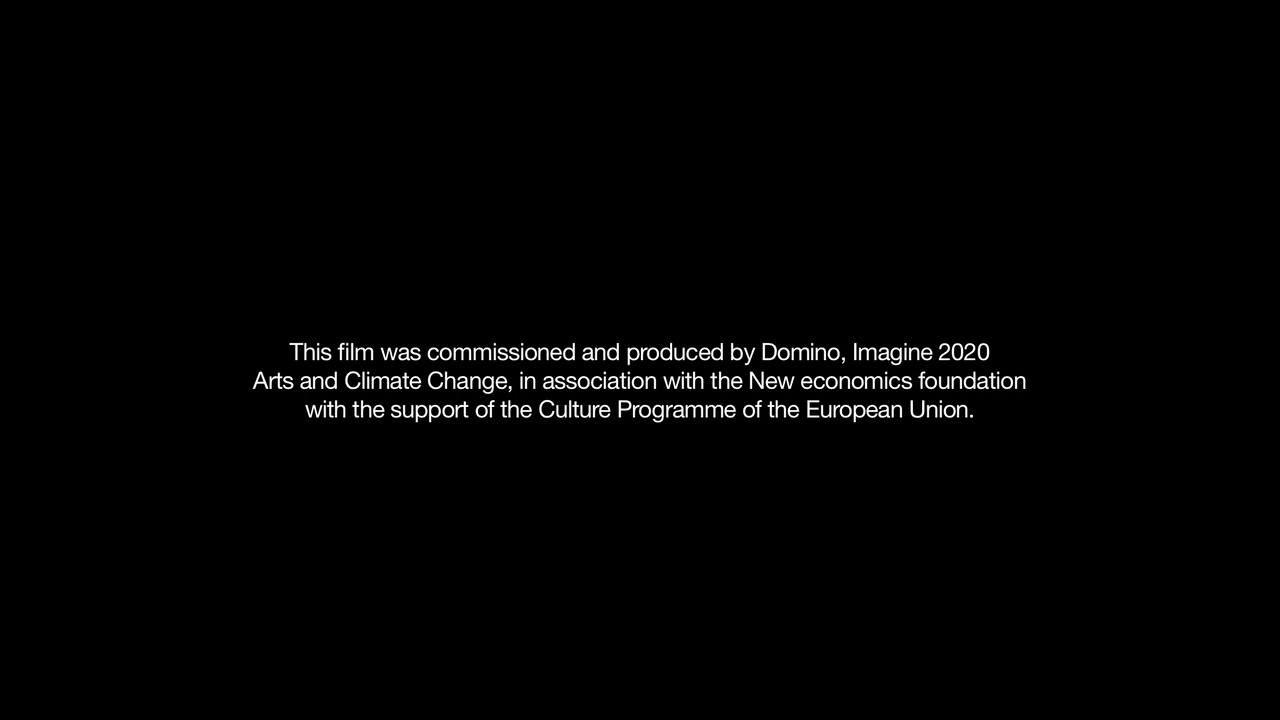 This film was commissioned and produced by Domino, Imagine 2020
Arts and Climate Change, in association with the New economics foundation
with the support of the Culture Programme of the European Union.